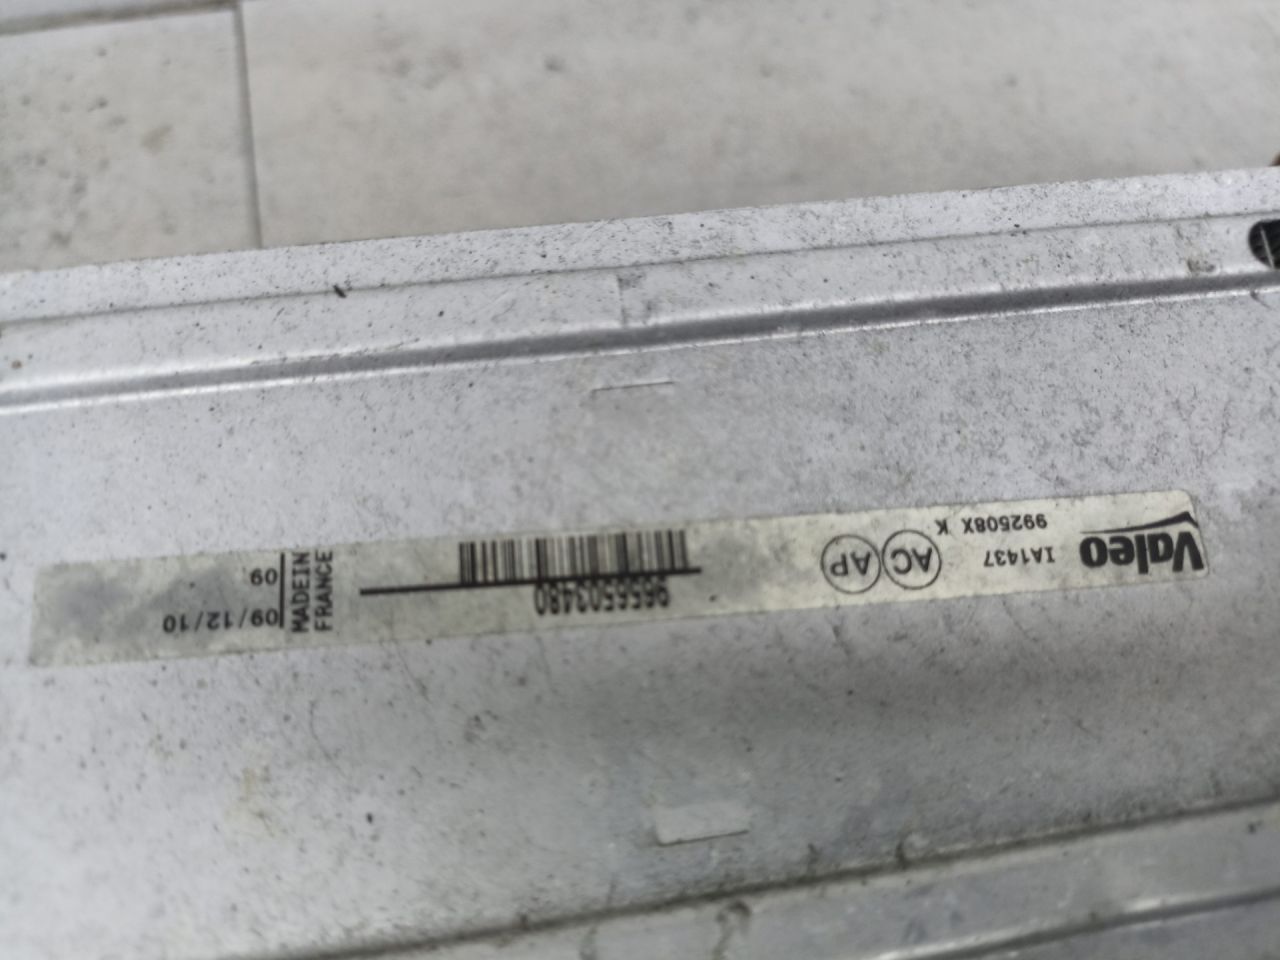 Valeo
IA1437
992508X K
AC AP
9656503480
MADEIN
FRANCE
09/12/10
09